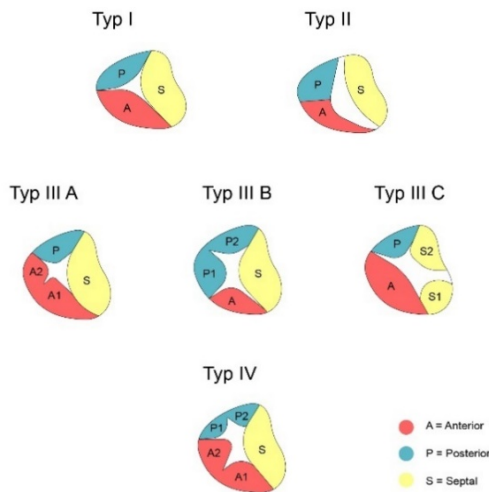 Typ I
P
S
A
Typ II
P
S
A
Typ III A
P
A2
S
A1
Typ III B
P2
P1
S
A
Typ III C
P
S2
A
S1
Typ IV
P2
P1
S
A2
A1
A = Anterior
P = Posterior
S = Septal